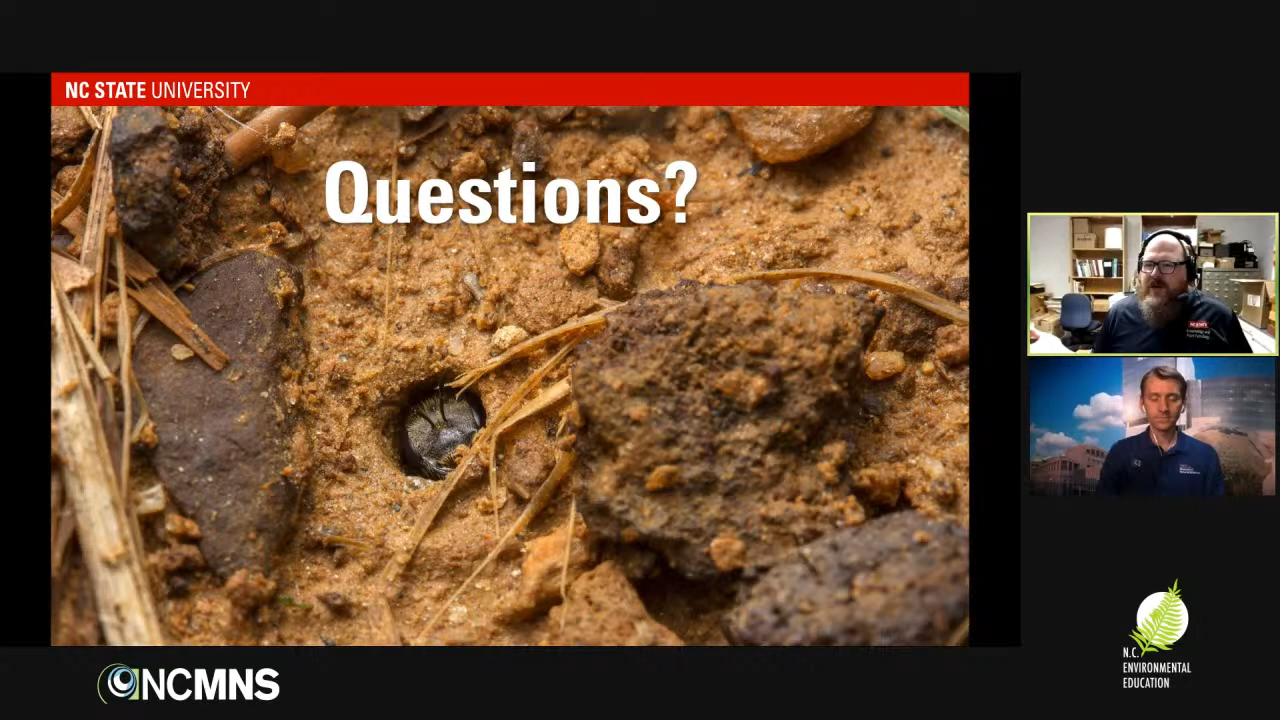 NC STATE UNIVERSITY
Questions?
NCMNS
N.C.
ENVIRONMENTAL
EDUCATION